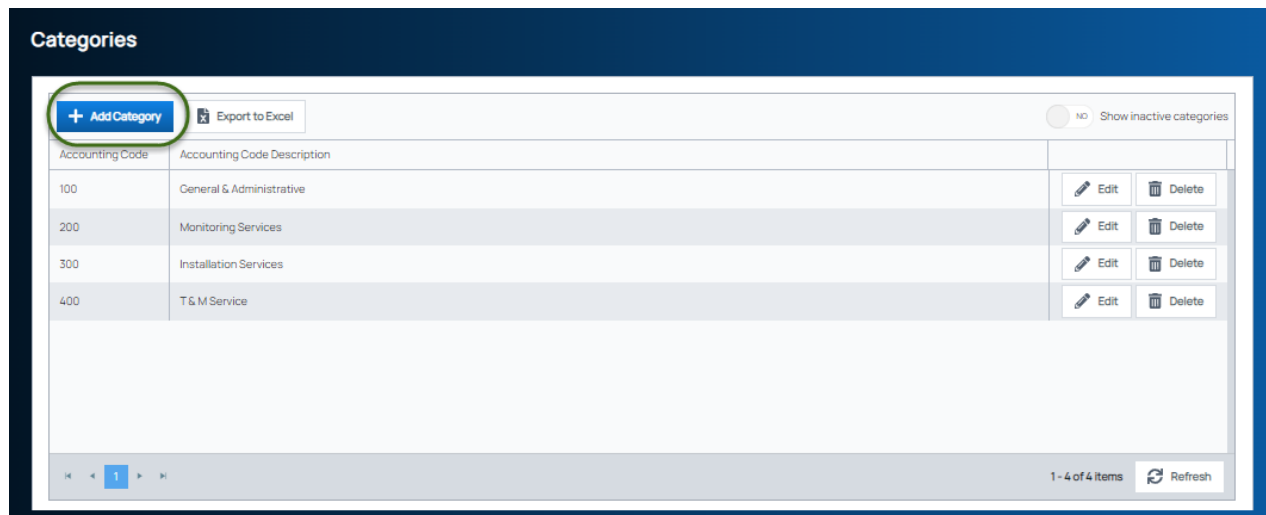 Categories
+ Add Category Export to Excel NO Show inactive categories
Accounting Code Accounting Code Description
100 General & Administrative Edit Delete
200 Monitoring Services Edit Delete
300 Installation Services Edit Delete
400 T & M Service Edit Delete
1 1 - 4 of 4 items Refresh